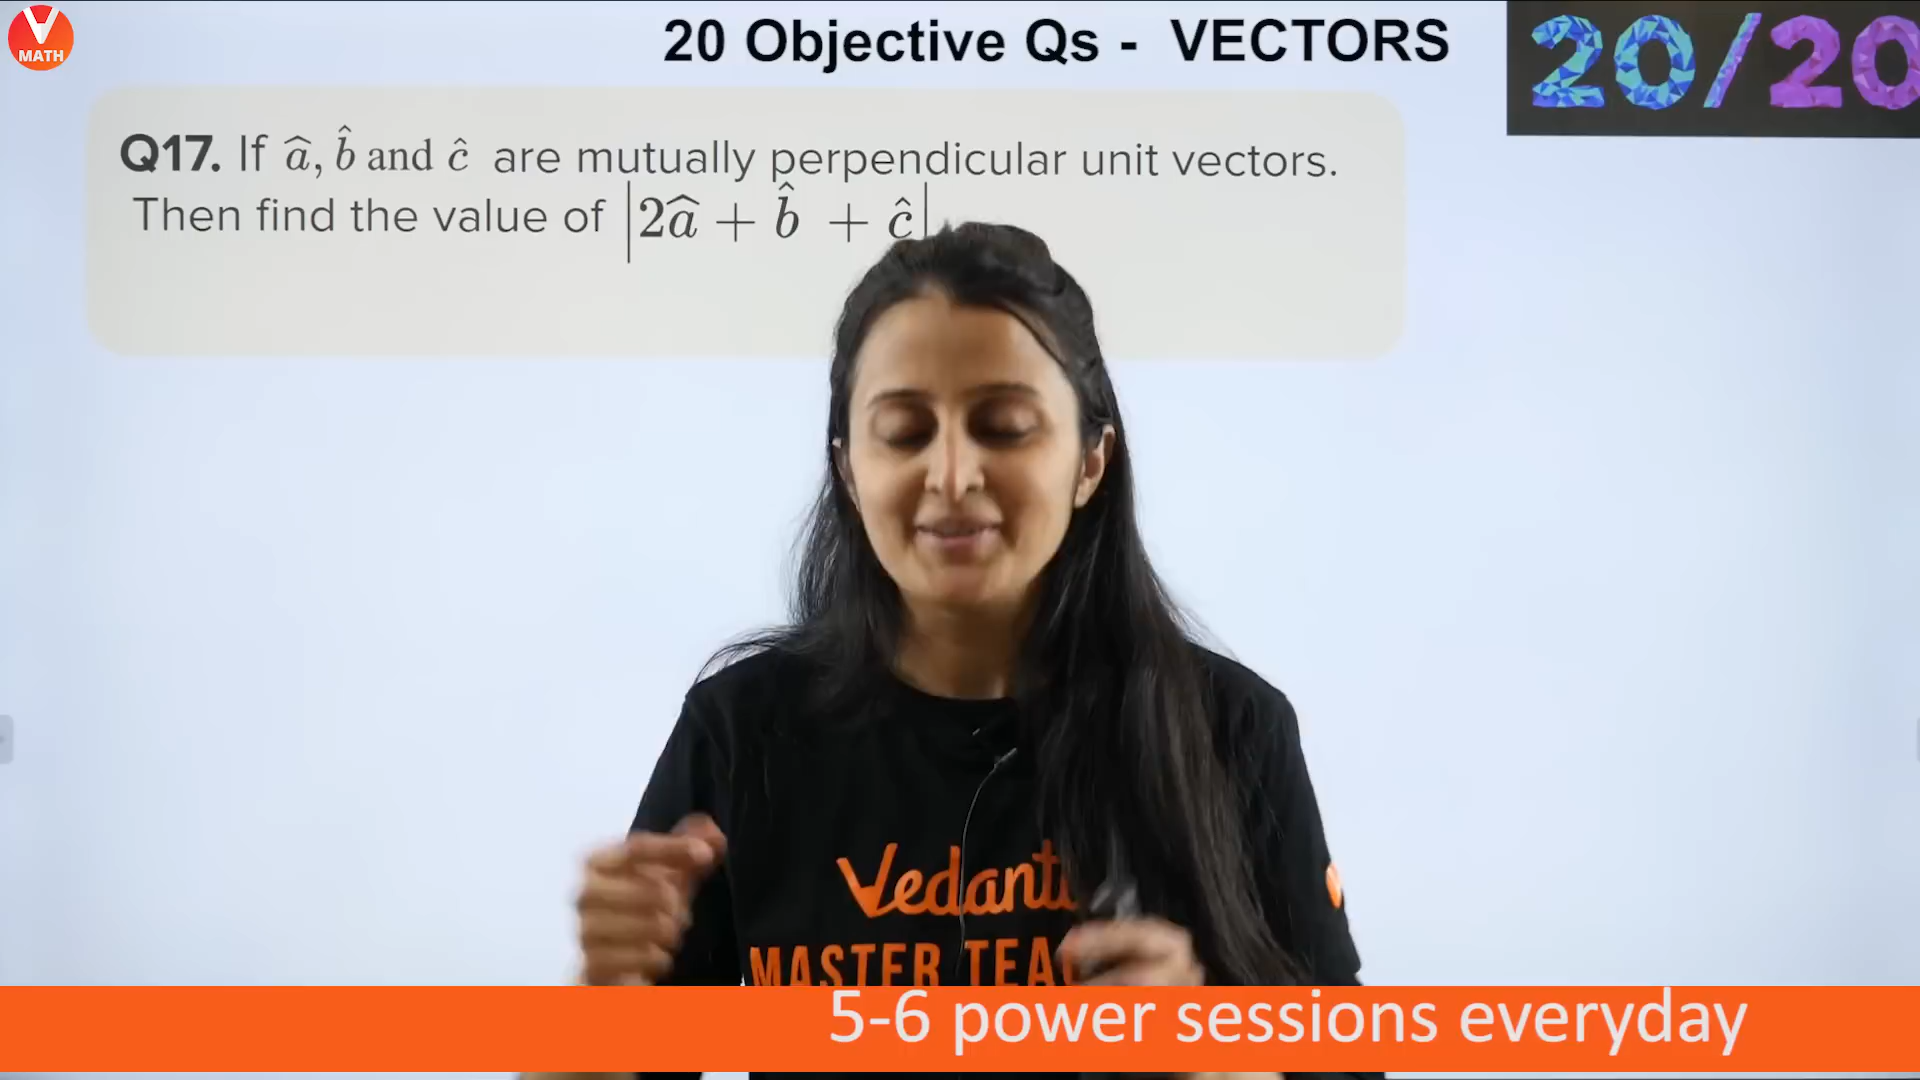 MATH
20 Objective Qs - VECTORS
20/20
Q17. If â, b̂ and ĉ are mutually perpendicular unit vectors.
Then find the value of |2â + b̂ + ĉ|
Vedant
MASTER TEA
5-6 power sessions everyday